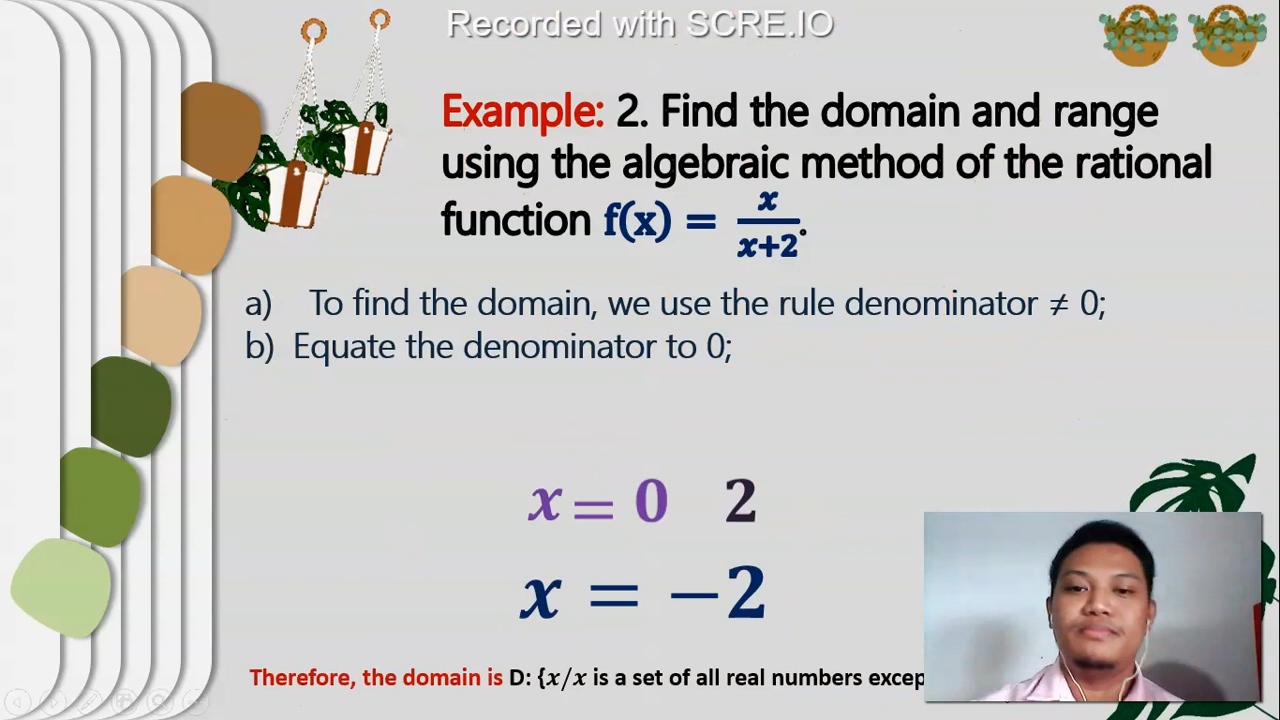 Recorded with SCRE.IO
Example: 2. Find the domain and range
using the algebraic method of the rational
function f(x) = x/x+2.
a) To find the domain, we use the rule denominator ≠ 0;
b) Equate the denominator to 0;
x = 0 2
x = −2
Therefore, the domain is D: {x/x is a set of all real numbers